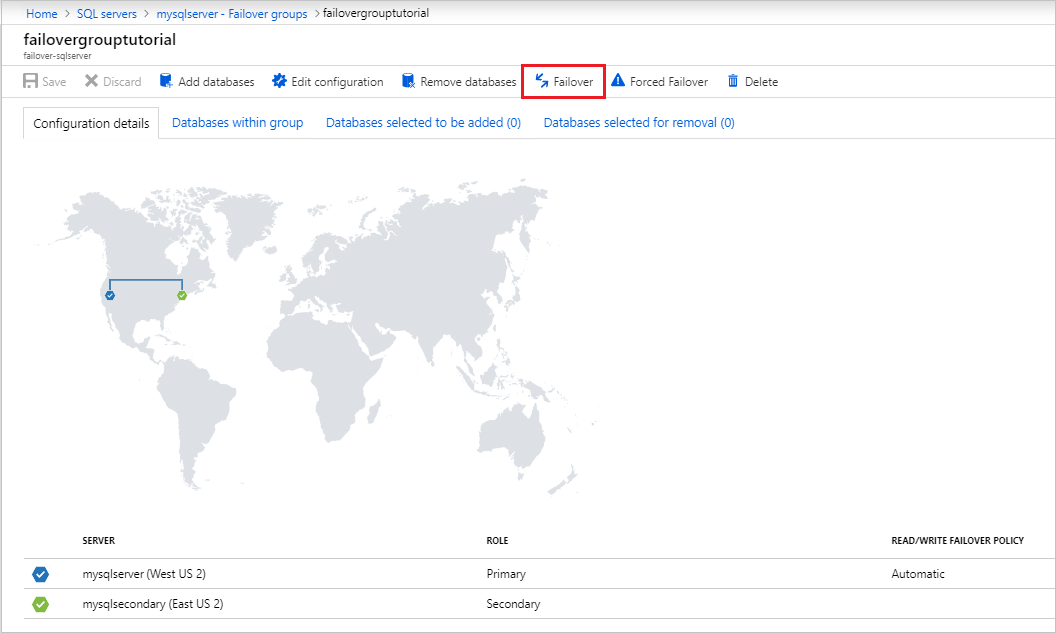 Home > SQL servers > mysqlserver - Failover groups > failovergrouptutorial
failovergrouptutorial
failover-sqlserver
Save Discard Add databases Edit configuration Remove databases Failover Forced Failover Delete
Configuration details Databases within group Databases selected to be added (0) Databases selected for removal (0)
SERVER ROLE READ/WRITE FAILOVER POLICY
mysqlserver (West US 2) Primary Automatic
mysqlsecondary (East US 2) Secondary